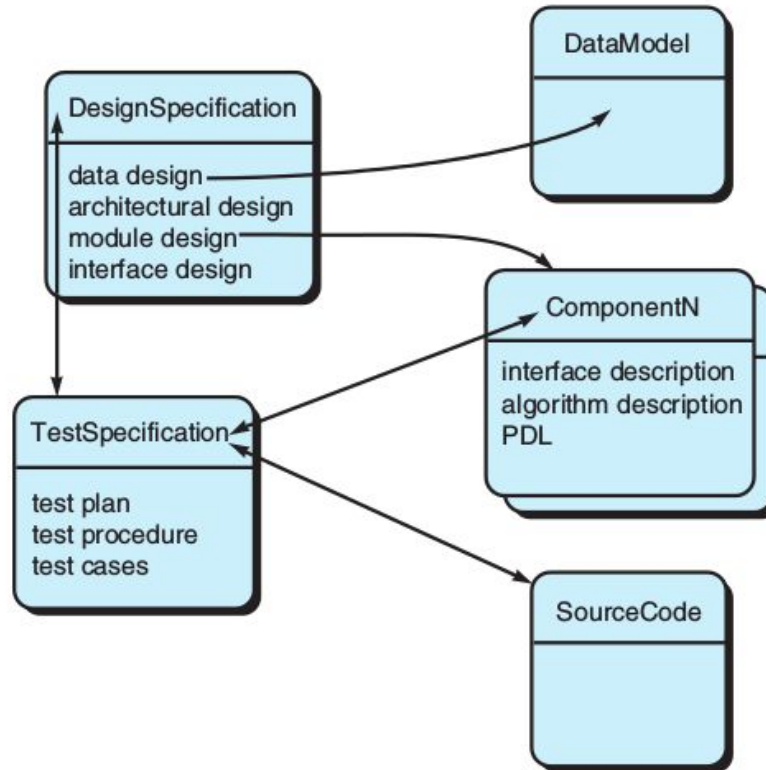 DataModel
DesignSpecification
data design
architectural design
module design
interface design
ComponentN
interface description
algorithm description
PDL
TestSpecification
test plan
test procedure
test cases
SourceCode